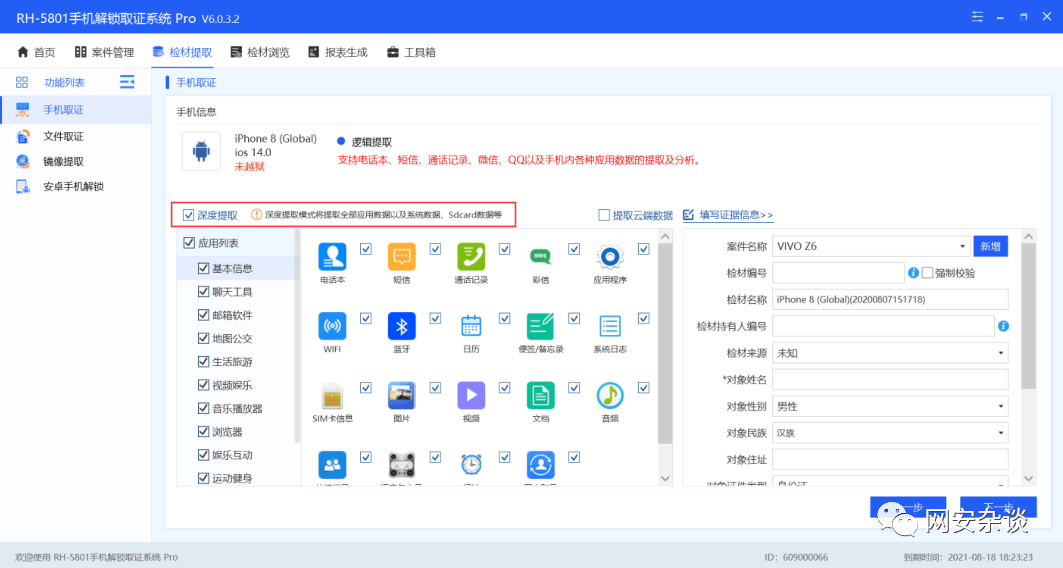 RH-5801手机解锁取证系统 Pro V6.0.3.2
首页 案件管理 检材提取 检材浏览 报表生成 工具箱
功能列表
手机取证
文件取证
镜像提取
安卓手机解锁
手机取证
手机信息
iPhone 8 (Global)
ios 14.0
未越狱
逻辑提取
支持电话本、短信、通话记录、微信、QQ以及手机内各种应用数据的提取及分析。
深度提取 深度提取模式将提取全部应用数据以及系统数据、Sdcard数据等
提取云端数据 填写证据信息>>
应用列表
基本信息
聊天工具
邮箱软件
地图公交
生活旅游
视频娱乐
音乐播放器
浏览器
娱乐互动
运动健身
电话本 短信 通话记录 彩信 应用程序
WIFI 蓝牙 日历 便签/备忘录 系统日志
SIM卡信息 图片 视频 文档 音频
案件名称 VIVO Z6 新增
检材编号 强制校验
检材名称 iPhone 8 (Global)(20200807151718)
检材持有人编号
检材来源 未知
*对象姓名
对象性别 男性
对象民族 汉族
对象住址
对象证件类型 身份证
一步 下一步
网安杂谈
欢迎使用 RH-5801手机解锁取证系统 Pro
ID: 609000066
到期时间: 2021-08-18 18:23:23